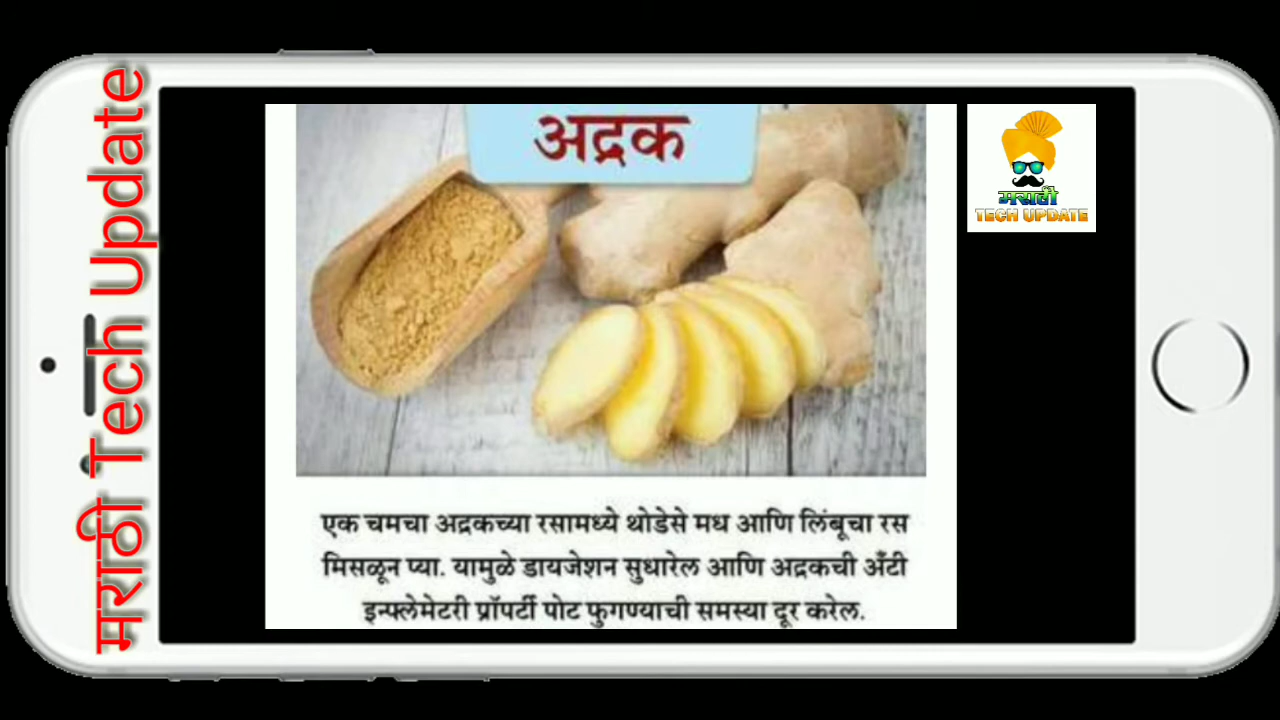 मराठी Tech Update
अद्रक
मराठी
TECH UPDATE
एक चमचा अद्रकच्या रसामध्ये थोडेसे मध आणि लिंबूचा रस
मिसळून प्या. यामुळे डायजेशन सुधारेल आणि अद्रकची अँटी
इन्फ्लेमेटरी प्रॉपर्टी पोट फुगण्याची समस्या दूर करेल.